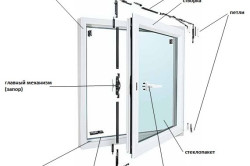 створка
петли
главный механизм
(запор)
стеклопакет